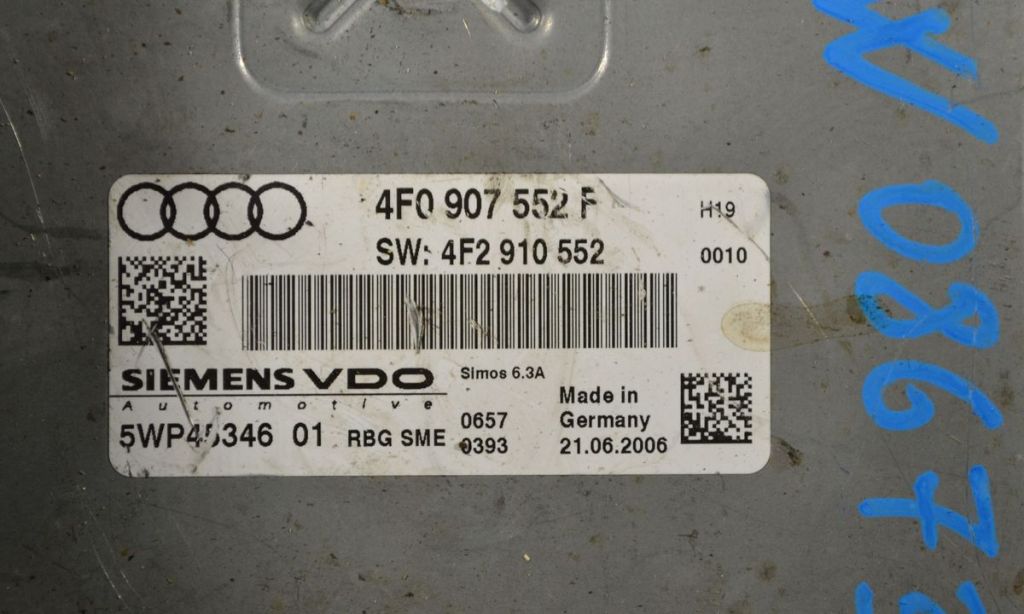 4F0 907 552 F
H19
SW: 4F2 910 552
0010
SIEMENS VDO
Automotive
Simos 6.3A
5WP45346 01 RBG SME
0657
0393
Made in
Germany
21.06.2006
W 0867